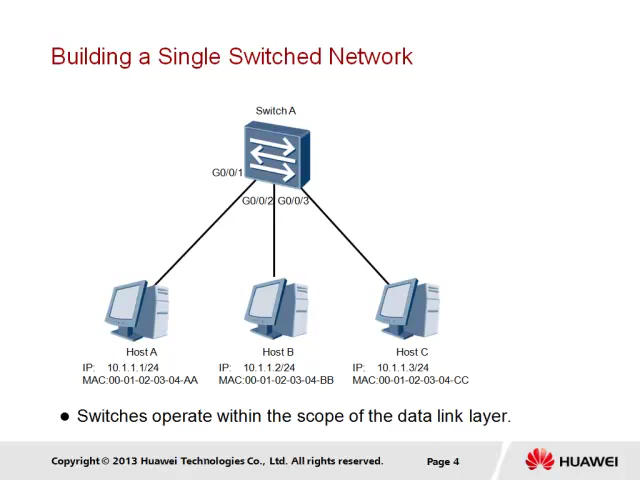 Building a Single Switched Network
Switch A
G0/0/1
G0/0/2 G0/0/3
Host A
Host B
Host C
IP: 10.1.1.1/24
IP: 10.1.1.2/24
IP: 10.1.1.3/24
MAC:00-01-02-03-04-AA
MAC:00-01-02-03-04-BB
MAC:00-01-02-03-04-CC
● Switches operate within the scope of the data link layer.
Copyright © 2013 Huawei Technologies Co., Ltd. All rights reserved.
Page 4
HUAWEI